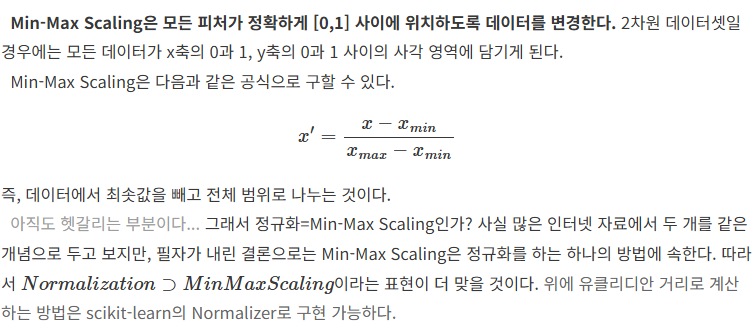 Min-Max Scaling은 모든 피처가 정확하게 [0,1] 사이에 위치하도록 데이터를 변경한다. 2차원 데이터셋일
경우에는 모든 데이터가 x축의 0과 1, y축의 0과 1 사이의 사각 영역에 담기게 된다.
Min-Max Scaling은 다음과 같은 공식으로 구할 수 있다.
x′ = (x − x_min) / (x_max − x_min)
즉, 데이터에서 최솟값을 빼고 전체 범위로 나누는 것이다.
아직도 헷갈리는 부분이다... 그래서 정규화=Min-Max Scaling인가? 사실 많은 인터넷 자료에서 두 개를 같은
개념으로 두고 보지만, 필자가 내린 결론으로는 Min-Max Scaling은 정규화를 하는 하나의 방법에 속한다. 따라
서 Normalization ⊃ MinMaxScaling이라는 표현이 더 맞을 것이다. 위에 유클리디안 거리로 계산
하는 방법은 scikit-learn의 Normalizer로 구현 가능하다.